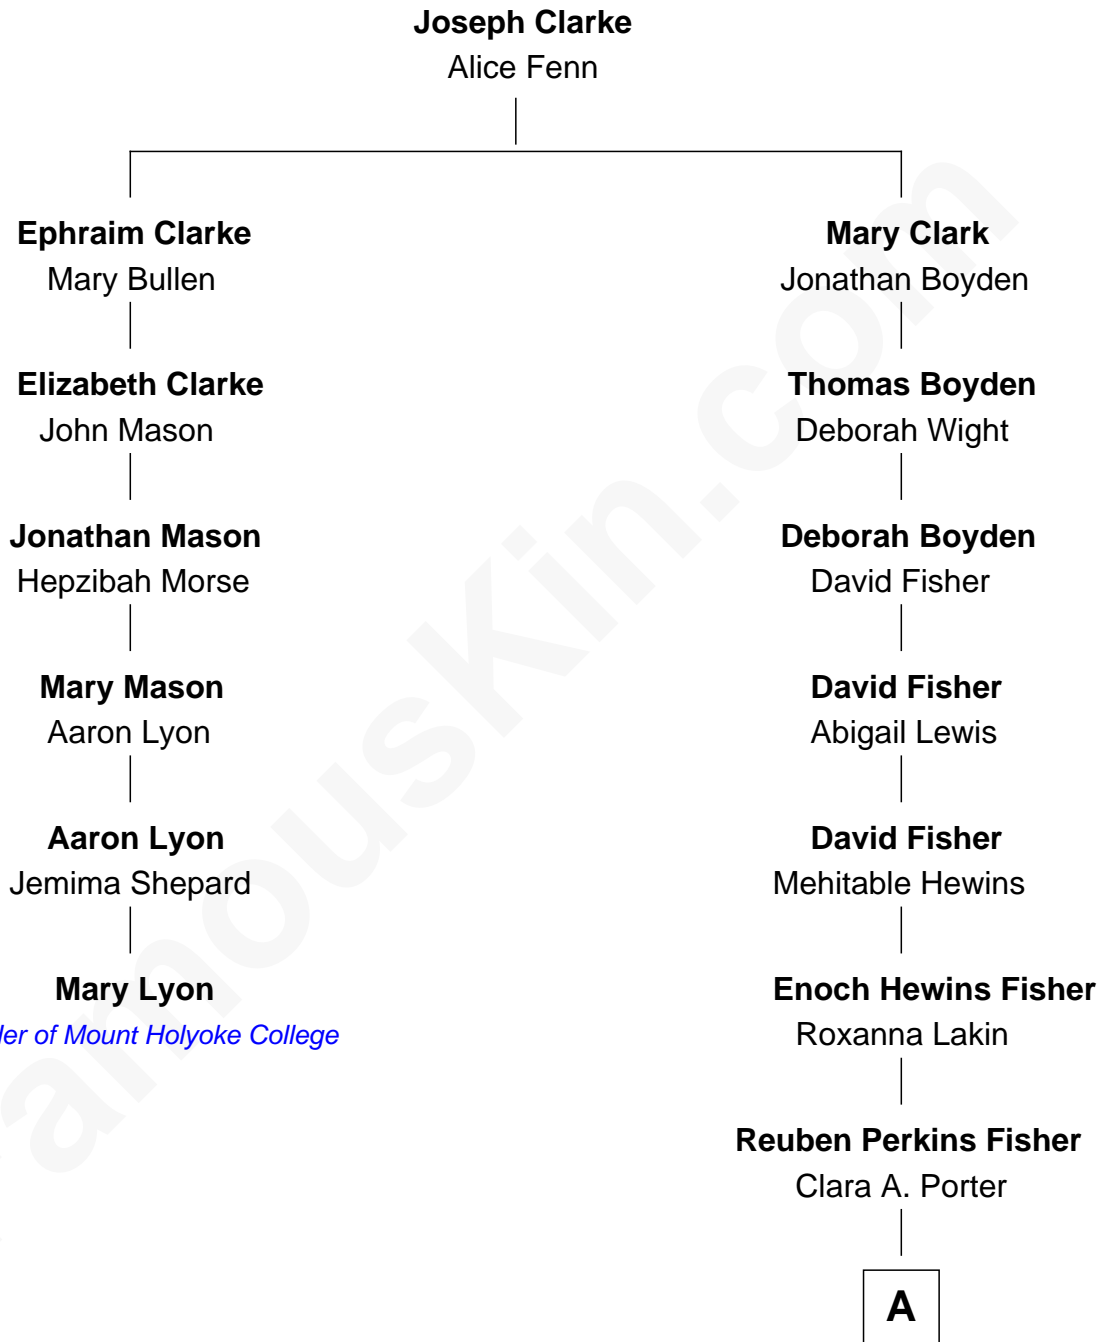 Joseph Clarke
Alice Fenn
Ephraim Clarke
Mary Bullen
Mary Clark
Jonathan Boyden
Elizabeth Clarke
John Mason
Thomas Boyden
Deborah Wight
Jonathan Mason
Hepzibah Morse
Deborah Boyden
David Fisher
Mary Mason
Aaron Lyon
David Fisher
Abigail Lewis
Aaron Lyon
Jemima Shepard
David Fisher
Mehitable Hewins
Mary Lyon
of Mount Holyoke College
Enoch Hewins Fisher
Roxanna Lakin
Reuben Perkins Fisher
Clara A. Porter
A
amousKin.com